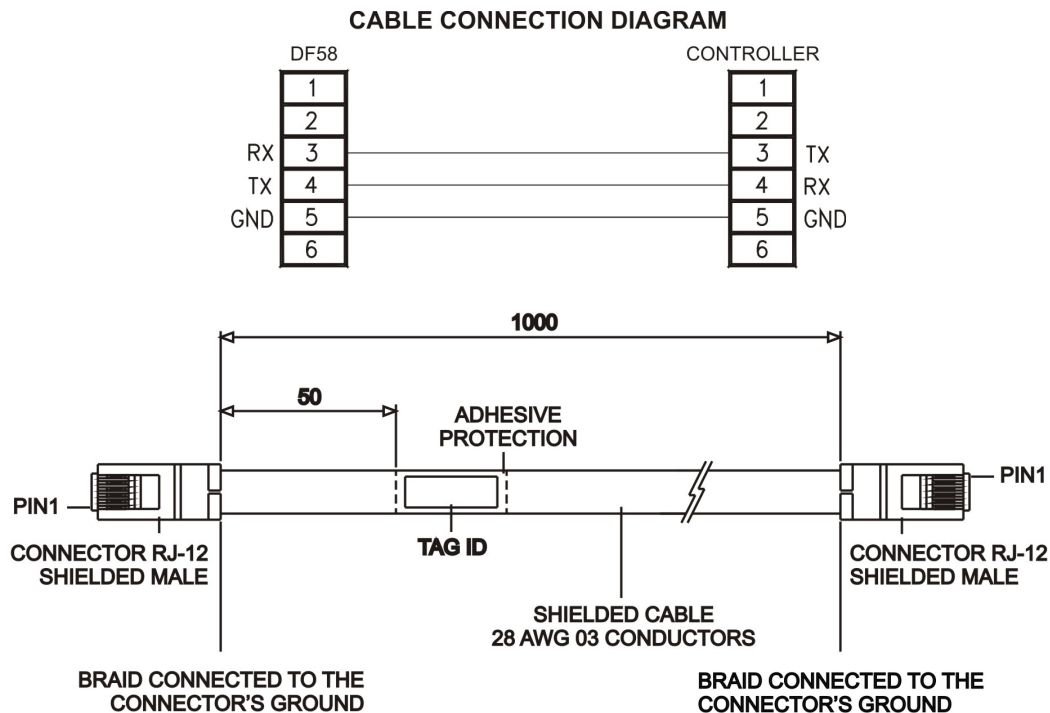 CABLE CONNECTION DIAGRAM
DF58
CONTROLLER
1
1
2
2
RX 3
3 TX
TX 4
4 RX
GND 5
5 GND
6
6
1000
50
ADHESIVE
PROTECTION
PIN1
PIN1
TAG ID
CONNECTOR RJ-12
SHIELDED MALE
CONNECTOR RJ-12
SHIELDED MALE
SHIELDED CABLE
28 AWG 03 CONDUCTORS
BRAID CONNECTED TO THE
CONNECTOR'S GROUND
BRAID CONNECTED TO THE
CONNECTOR'S GROUND